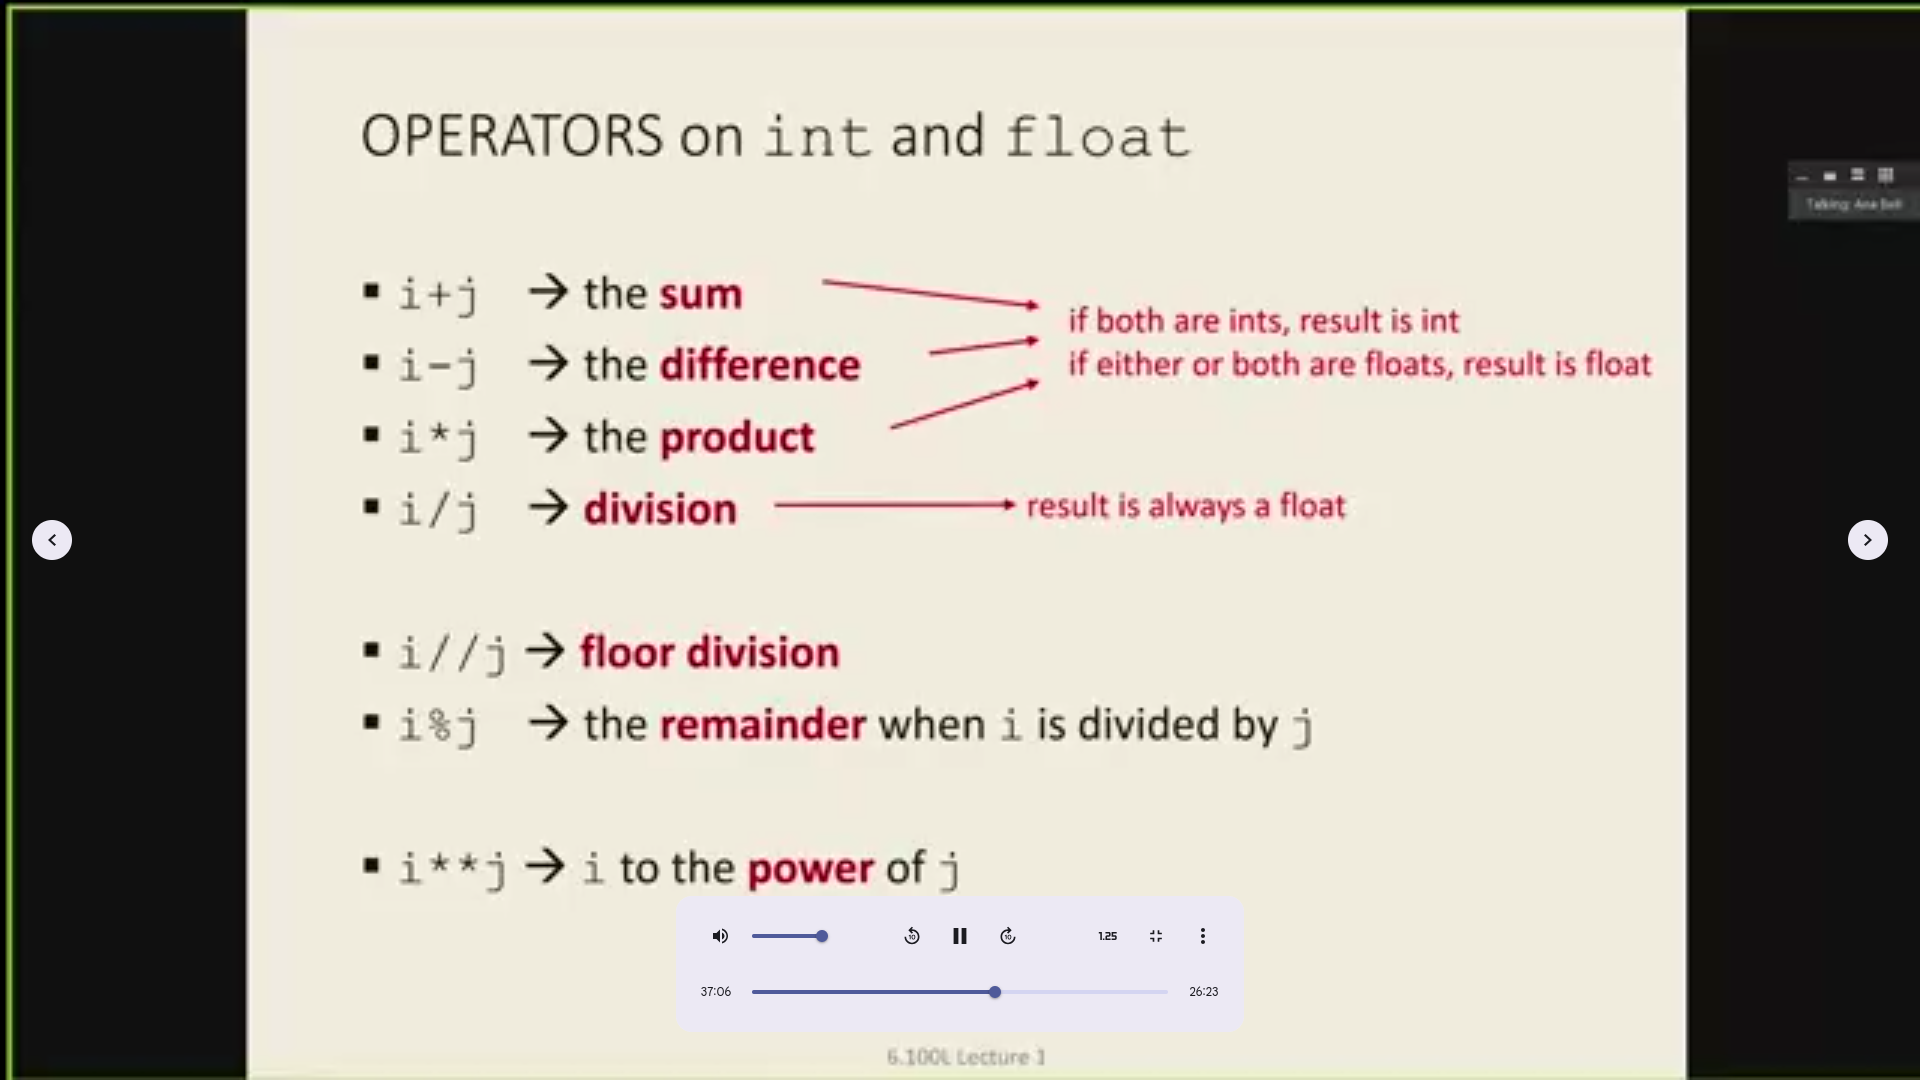 OPERATORS on int and float
Talking: Ana Bell
▪ i+j → the sum
if both are ints, result is int
▪ i-j → the difference
if either or both are floats, result is float
▪ i*j → the product
▪ i/j → division
result is always a float
▪ i//j → floor division
▪ i%j → the remainder when i is divided by j
▪ i**j → i to the power of j
10
10
1.25
37:06
26:23
6.100L Lecture 1